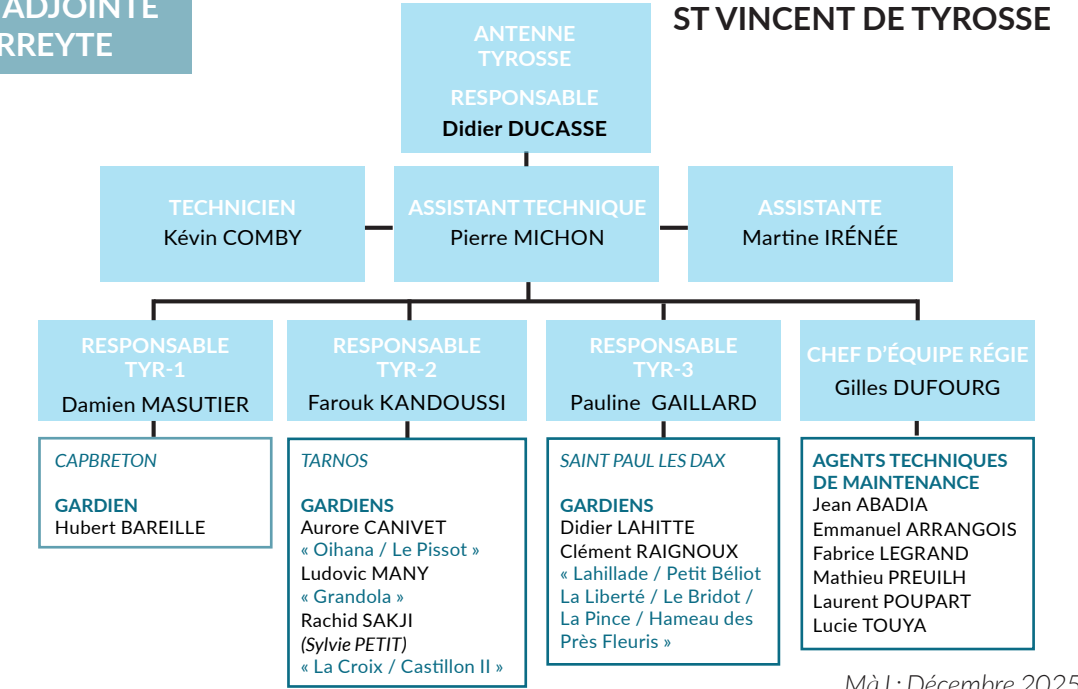 ADJOINTE
RREYTE
ST VINCENT DE TYROSSE
ANTENNE
TYROSSE
RESPONSABLE
Didier DUCASSE
TECHNICIEN
Kévin COMBY
ASSISTANT TECHNIQUE
Pierre MICHON
ASSISTANTE
Martine IRÉNÉE
RESPONSABLE
TYR-1
Damien MASUTIER
RESPONSABLE
TYR-2
Farouk KANDOUSSI
RESPONSABLE
TYR-3
Pauline GAILLARD
CHEF D'ÉQUIPE RÉGIE
Gilles DUFOURG
CAPBRETON
GARDIEN
Hubert BAREILLE
TARNOS
GARDIENS
Aurore CANIVET
« Oihana / Le Pissot »
Ludovic MANY
« Grandola »
Rachid SAKJI
(Sylvie PETIT)
« La Croix / Castillon II »
SAINT PAUL LES DAX
GARDIENS
Didier LAHITTE
Clément RAIGNOUX
« Lahillade / Petit Béliot
La Liberté / Le Bridot /
La Pince / Hameau des
Près Fleuris »
AGENTS TECHNIQUES
DE MAINTENANCE
Jean ABADIA
Emmanuel ARRANGOIS
Fabrice LEGRAND
Mathieu PREUILH
Laurent POUPART
Lucie TOUYA
MàJ : Décembre 2025